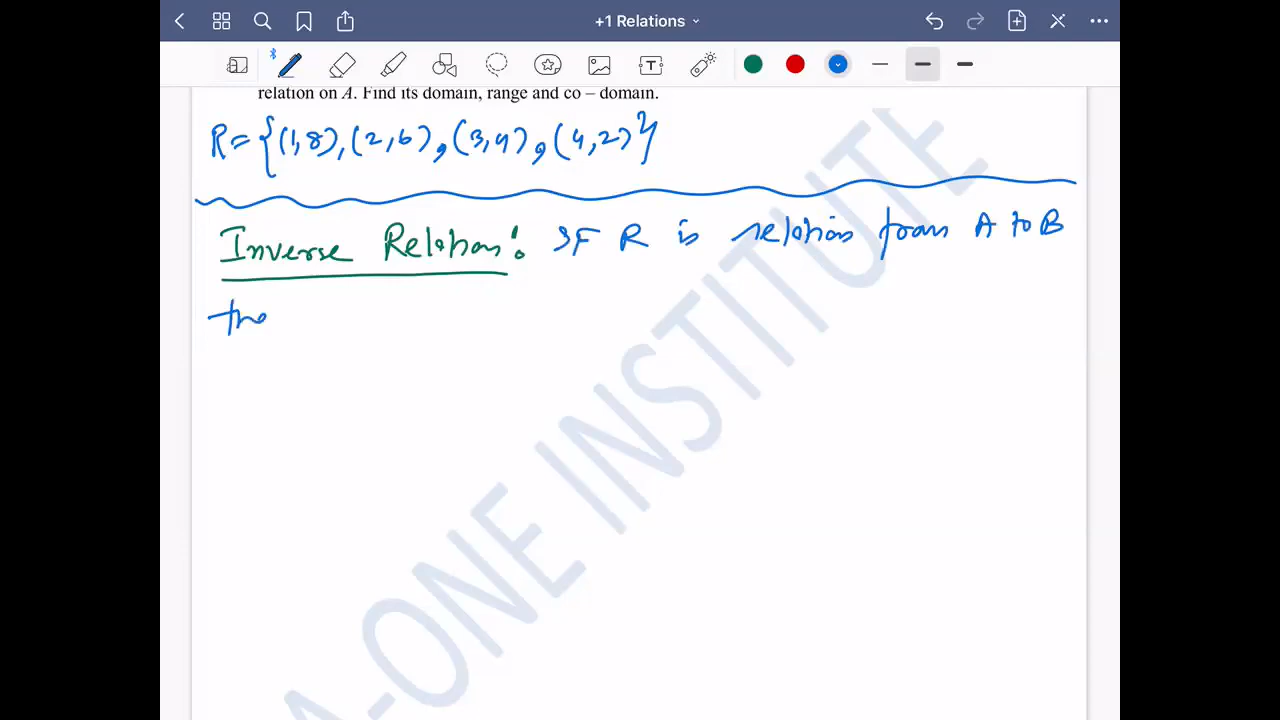 +1 Relations
relation on A. Find its domain, range and co – domain.
R = {(1,8), (2,6), (3,4), (4,2)}
Inverse Relation: If R is relation from A to B
the
A-ONE INSTITUTE